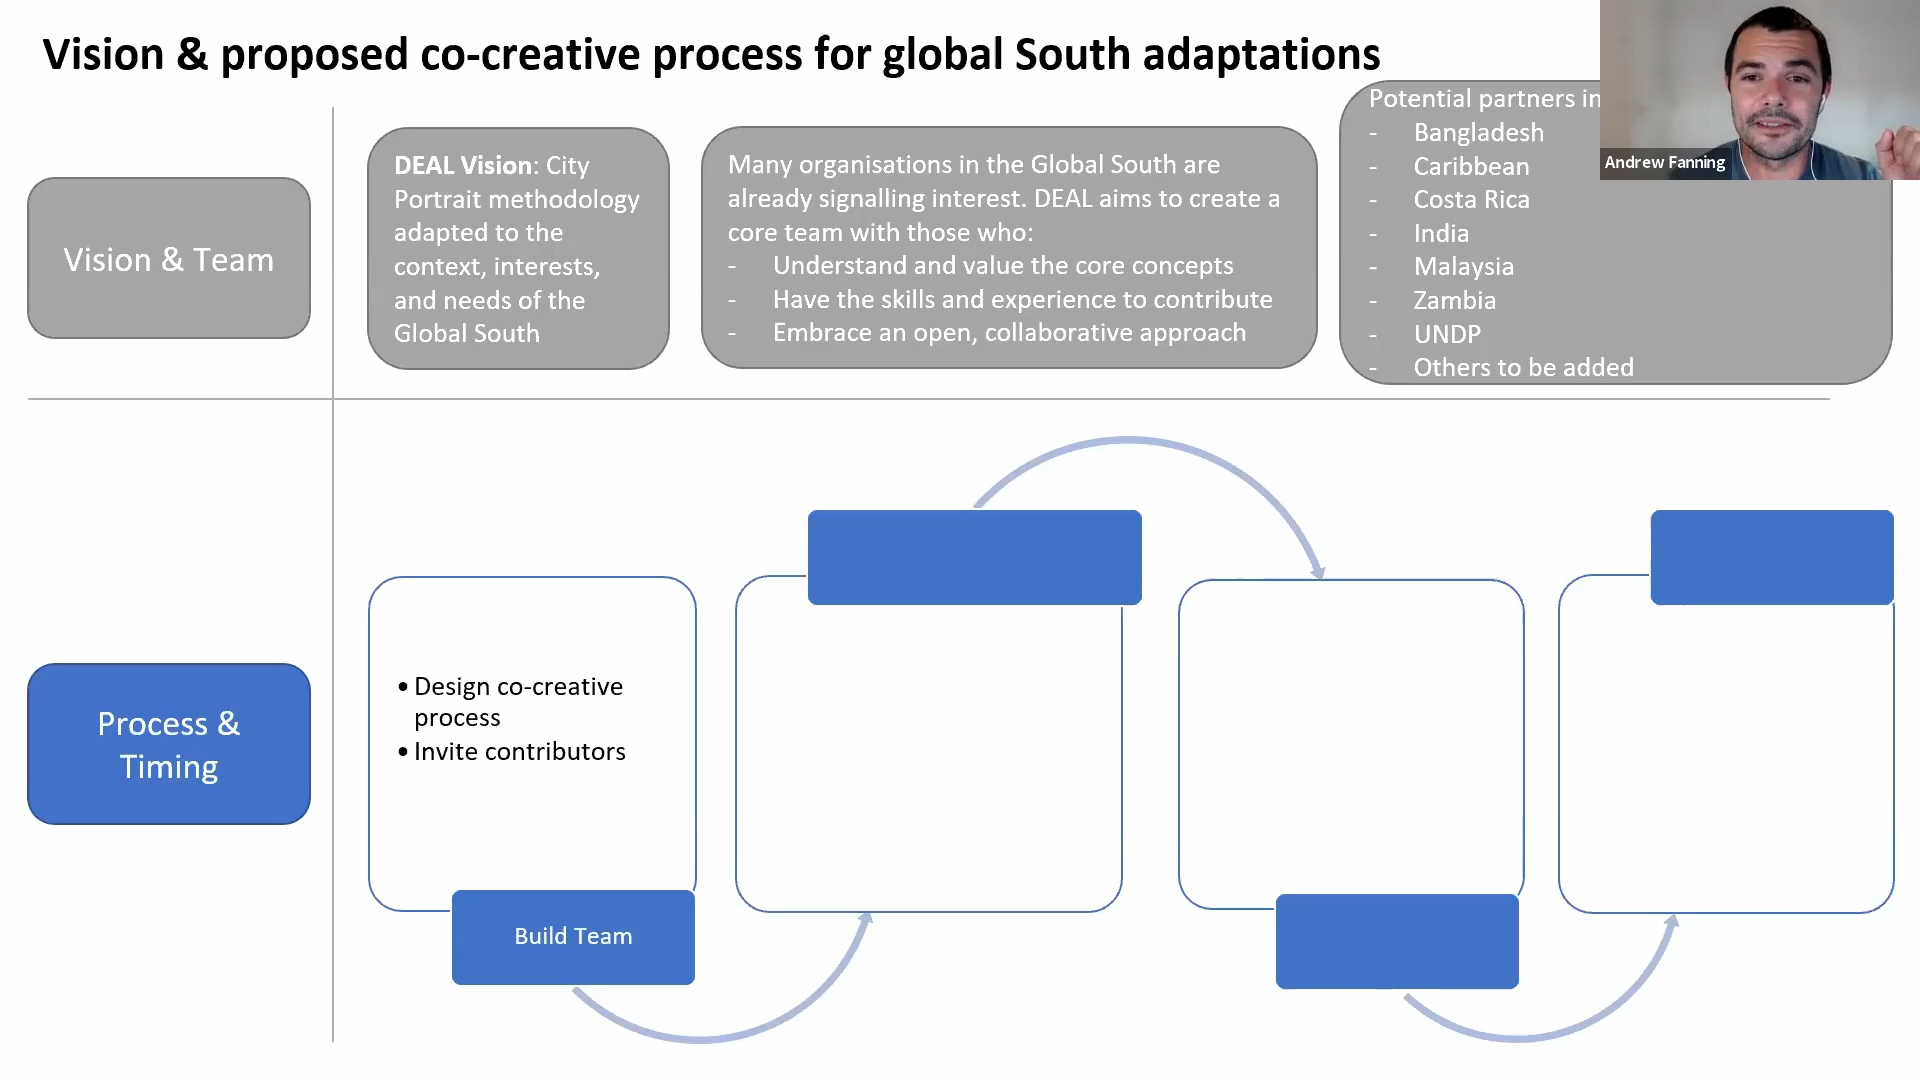 Vision & proposed co-creative process for global South adaptations
Andrew Fanning
Vision & Team
DEAL Vision: City
Portrait methodology
adapted to the
context, interests,
and needs of the
Global South
Many organisations in the Global South are
already signalling interest. DEAL aims to create a
core team with those who:
- Understand and value the core concepts
- Have the skills and experience to contribute
- Embrace an open, collaborative approach
Potential partners in
- Bangladesh
- Caribbean
- Costa Rica
- India
- Malaysia
- Zambia
- UNDP
- Others to be added
Process &
Timing
• Design co-creative
process
• Invite contributors
Build Team